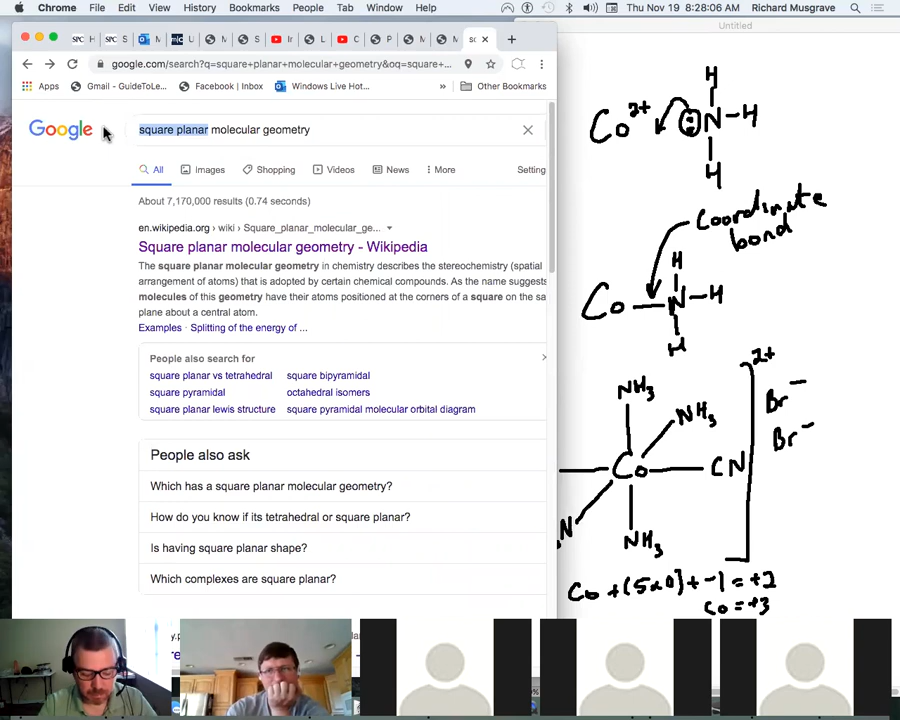 Chrome File Edit View History Bookmarks People Tab Window Help Thu Nov 19 8:28:06 AM Richard Musgrave
Untitled
google.com/search?q=square+planar+molecular+geometry&oq=square+...
Apps Gmail - GuideToLe... Facebook | Home Windows Live Hot... » Other Bookmarks
Google
square planar molecular geometry
All Images Shopping Videos News More Setting
About 7,170,000 results (0.74 seconds)
en.wikipedia.org › wiki › Square_planar_molecular_ge...
Square planar molecular geometry - Wikipedia
The square planar molecular geometry in chemistry describes the stereochemistry (spatial
arrangement of atoms) that is adopted by certain chemical compounds. As the name suggests
molecules of this geometry have their atoms positioned at the corners of a square on the sa
plane about a central atom.
Examples · Splitting of the energy of ...
People also search for
square planar vs tetrahedral square bipyramidal
square pyramidal octahedral isomers
square planar lewis structure square pyramidal molecular orbital diagram
People also ask
Which has a square planar molecular geometry?
How do you know if its tetrahedral or square planar?
Is having square planar shape?
Which complexes are square planar?
H
Co2+ : N–H
H
Coordinate
bond
H
Co – N–H
H
2+
NH3
NH3
Br–
Br–
Co CN
N
NH3
Co + (5x0) + -1 = +2
Co = +3